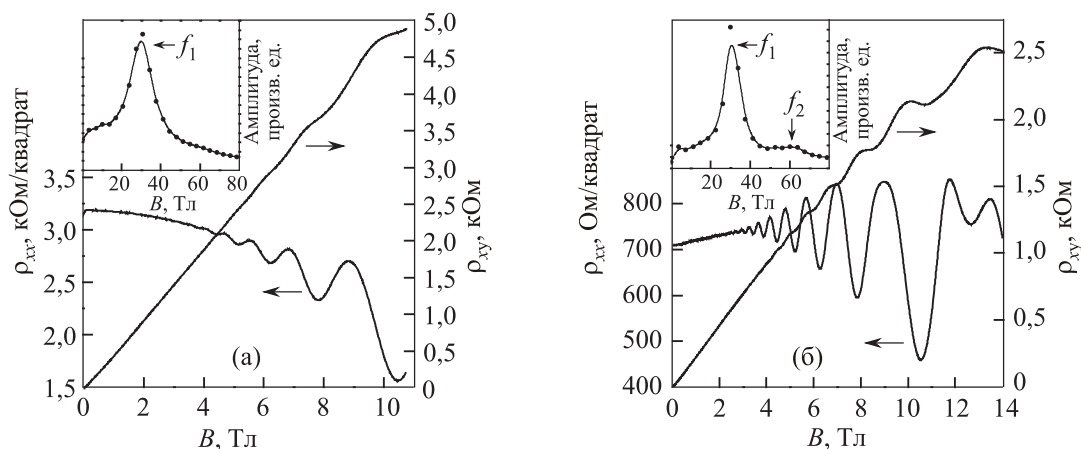 f₁
Амплитуда,
произв. ед.
20 40 60 80
B, Тл
5,0
4,5
4,0
3,5
3,0
2,5
2,0
1,5
1,0
0,5
0
ρxy, кОм
3,5
3,0
2,5
2,0
1,5
ρxx, кОм/квадрат
(а)
0 2 4 6 8 10
B, Тл
f₁
f₂
Амплитуда,
произв. ед.
0 20 40 60
B, Тл
2,5
2,0
1,5
1,0
0,5
0
ρxy, кОм
800
700
600
500
400
ρxx, Ом/квадрат
(б)
0 2 4 6 8 10 12 14
B, Тл